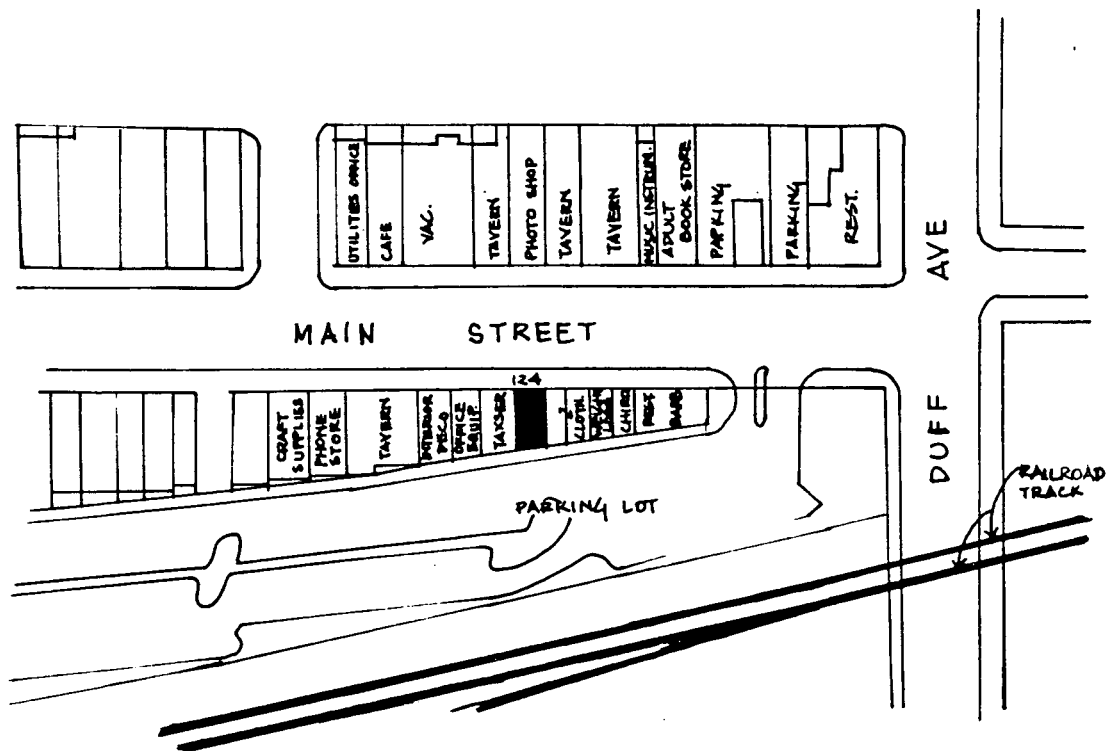 UTILITIES OFFICE
CAFE
VAC.
TAVERN
PHOTO SHOP
TAVERN
TAVERN
MUSIC INSTRUM.
ADULT
BOOK STORE
PARKING
PARKING
REST.
AVE
MAIN STREET
124
CRAFT
SUPPLIES
PHONE
STORE
TAVERN
INTERIOR
OFFICE
EQUIP.
CLOTH.
CHIRO
REST
BARB
DUFF
RAILROAD
TRACK
PARKING LOT